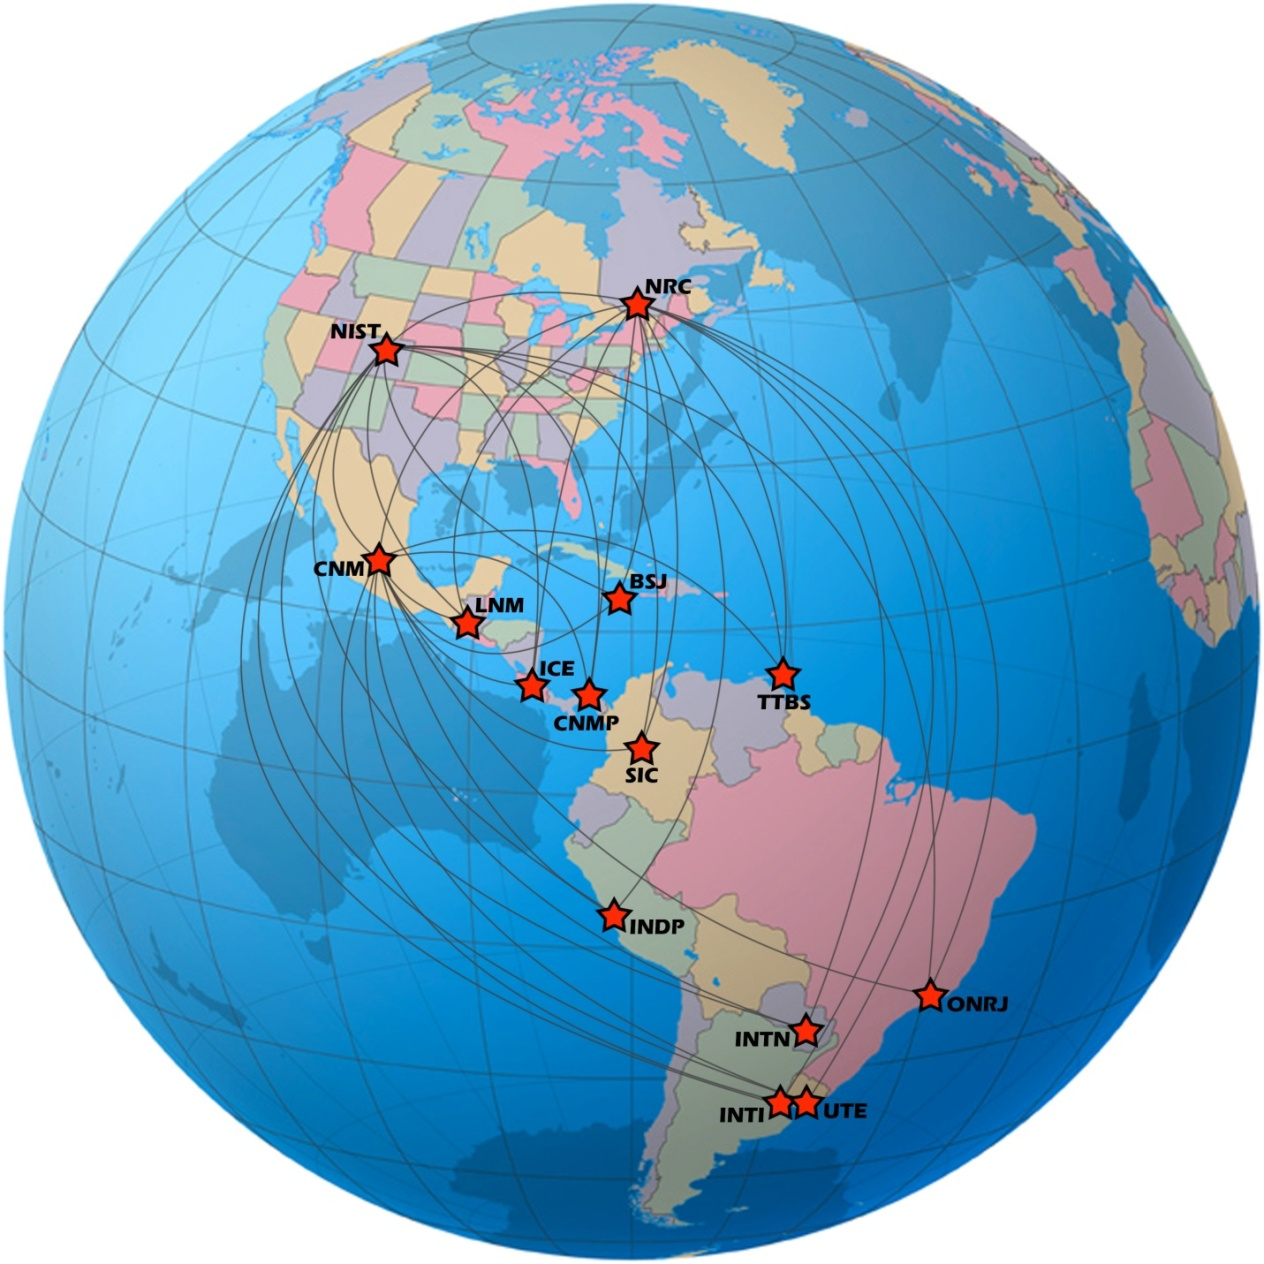 NRC
NIST
CNM
BSJ
LNM
ICE
TTBS
CNMP
SIC
INDP
ONRJ
INTN
INTI
UTE